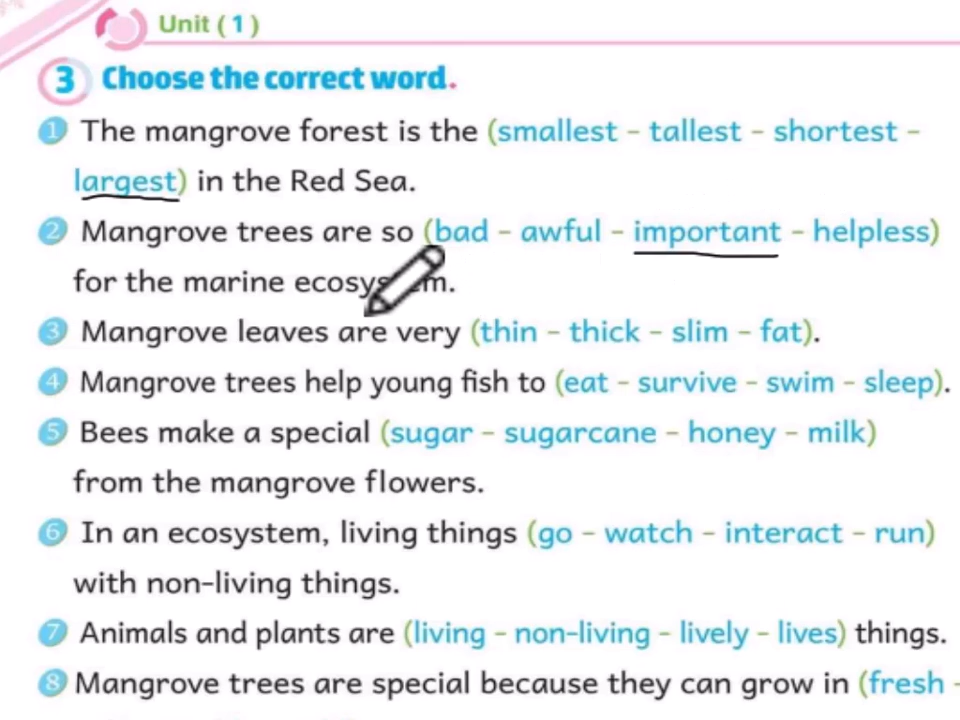 Unit ( 1 )
3 Choose the correct word.
1 The mangrove forest is the (smallest - tallest - shortest -
largest) in the Red Sea.
2 Mangrove trees are so (bad - awful - important - helpless)
for the marine ecosystem.
3 Mangrove leaves are very (thin - thick - slim - fat).
4 Mangrove trees help young fish to (eat - survive - swim - sleep).
5 Bees make a special (sugar - sugarcane - honey - milk)
from the mangrove flowers.
6 In an ecosystem, living things (go - watch - interact - run)
with non-living things.
7 Animals and plants are (living - non-living - lively - lives) things.
8 Mangrove trees are special because they can grow in (fresh -